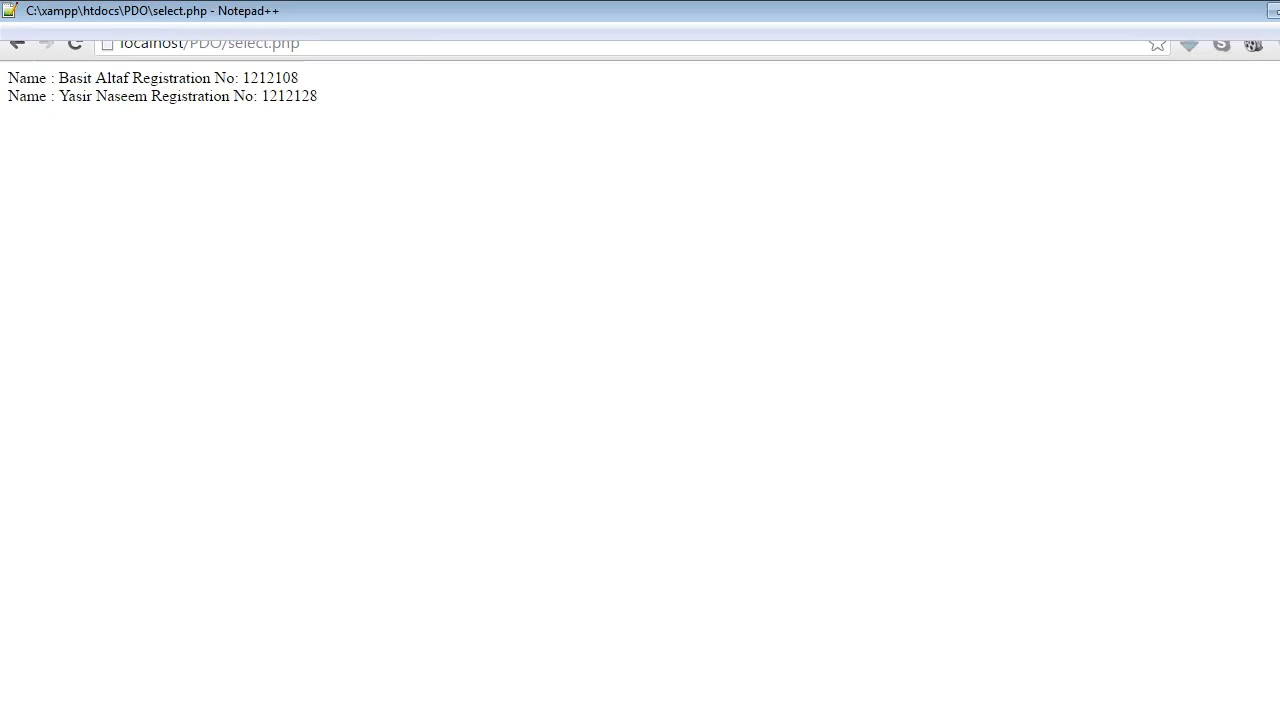 C:\xampp\htdocs\PDO\select.php - Notepad++
localhost/PDO/select.php
Name : Basit Altaf Registration No: 1212108
Name : Yasir Naseem Registration No: 1212128